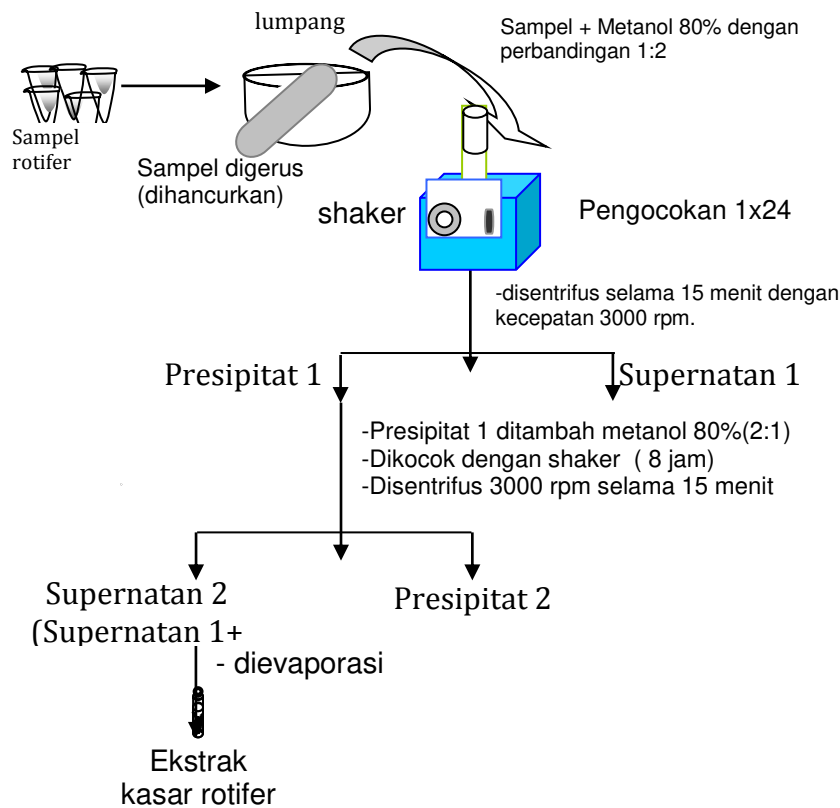 lumpang
Sampel + Metanol 80% dengan
perbandingan 1:2
Sampel
rotifer
Sampel digerus
(dihancurkan)
shaker
Pengocokan 1x24
-disentrifus selama 15 menit dengan
kecepatan 3000 rpm.
Presipitat 1
Supernatan 1
-Presipitat 1 ditambah metanol 80%(2:1)
-Dikocok dengan shaker ( 8 jam)
-Disentrifus 3000 rpm selama 15 menit
Supernatan 2
(Supernatan 1+
Presipitat 2
- dievaporasi
Ekstrak
kasar rotifer